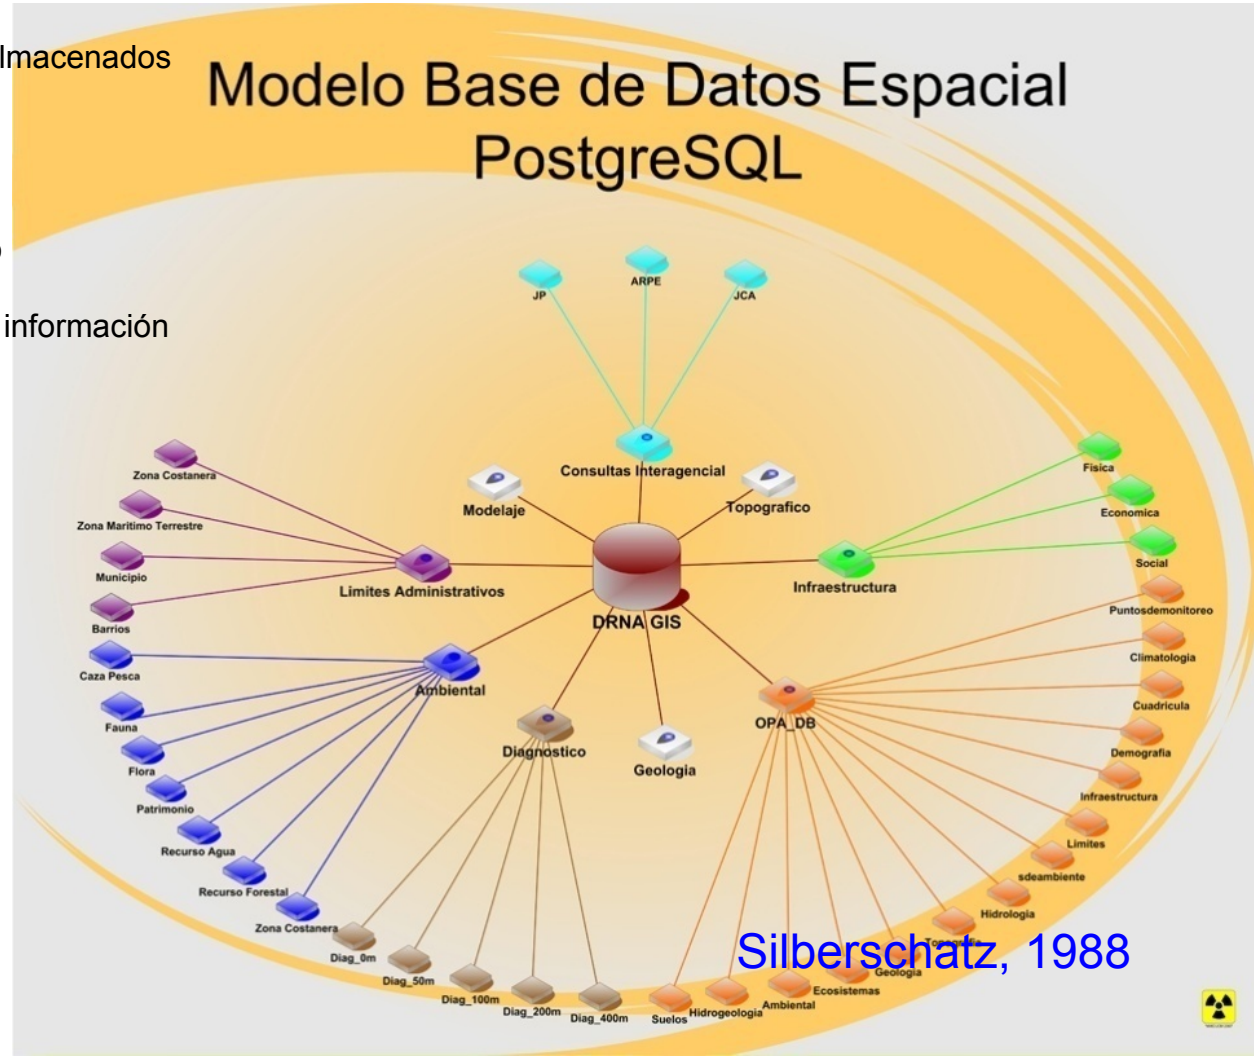 lmacenados
Modelo Base de Datos Espacial
PostgreSQL
información
JP
ARPE
JCA
Consultas Interagencial
Modelaje
Topografico
Zona Costanera
Zona Maritimo Terrestre
Municipio
Barrios
Limites Administrativos
DRNA GIS
Infraestructura
Fisica
Economica
Social
Caza Pesca
Fauna
Flora
Patrimonio
Recurso Agua
Recurso Forestal
Zona Costanera
Ambiental
Diagnostico
Geologia
OPA_DB
Puntosdemonitoreo
Climatologia
Cuadricula
Demografia
Infraestructura
Limites
sdeambiente
Hidrologia
Geologia
Ecosistemas
Ambiental
Hidrogeologia
Suelos
Diag_0m
Diag_50m
Diag_100m
Diag_200m
Diag_400m
Silberschatz, 1988